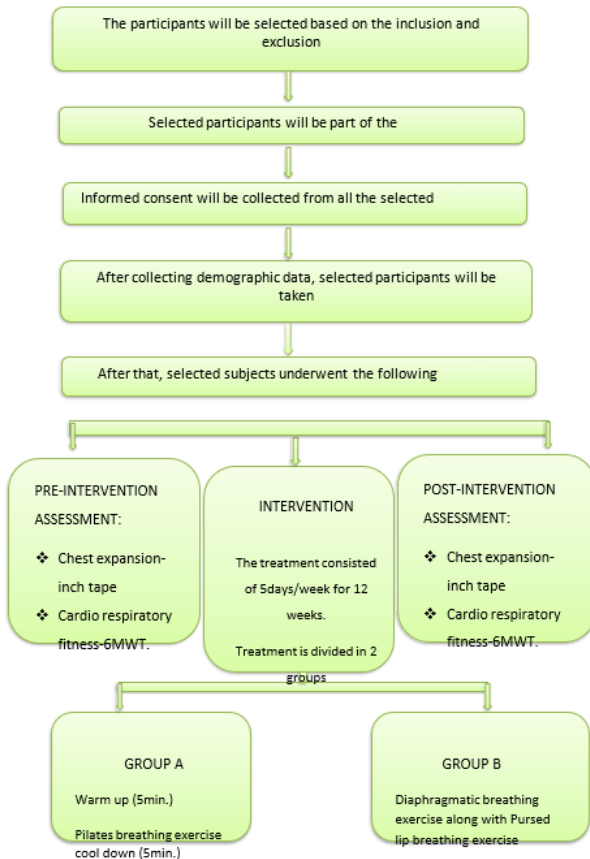 The participants will be selected based on the inclusion and
exclusion
Selected participants will be part of the
Informed consent will be collected from all the selected
After collecting demographic data, selected participants will be
taken
After that, selected subjects underwent the following
PRE-INTERVENTION
ASSESSMENT:
❖ Chest expansion-
inch tape
❖ Cardio respiratory
fitness-6MWT.
INTERVENTION
The treatment consisted
of 5days/week for 12
weeks.
Treatment is divided in 2
groups
POST-INTERVENTION
ASSESSMENT:
❖ Chest expansion-
inch tape
❖ Cardio respiratory
fitness-6MWT.
GROUP A
Warm up (5min.)
Pilates breathing exercise
cool down (5min.)
GROUP B
Diaphragmatic breathing
exercise along with Pursed
lip breathing exercise